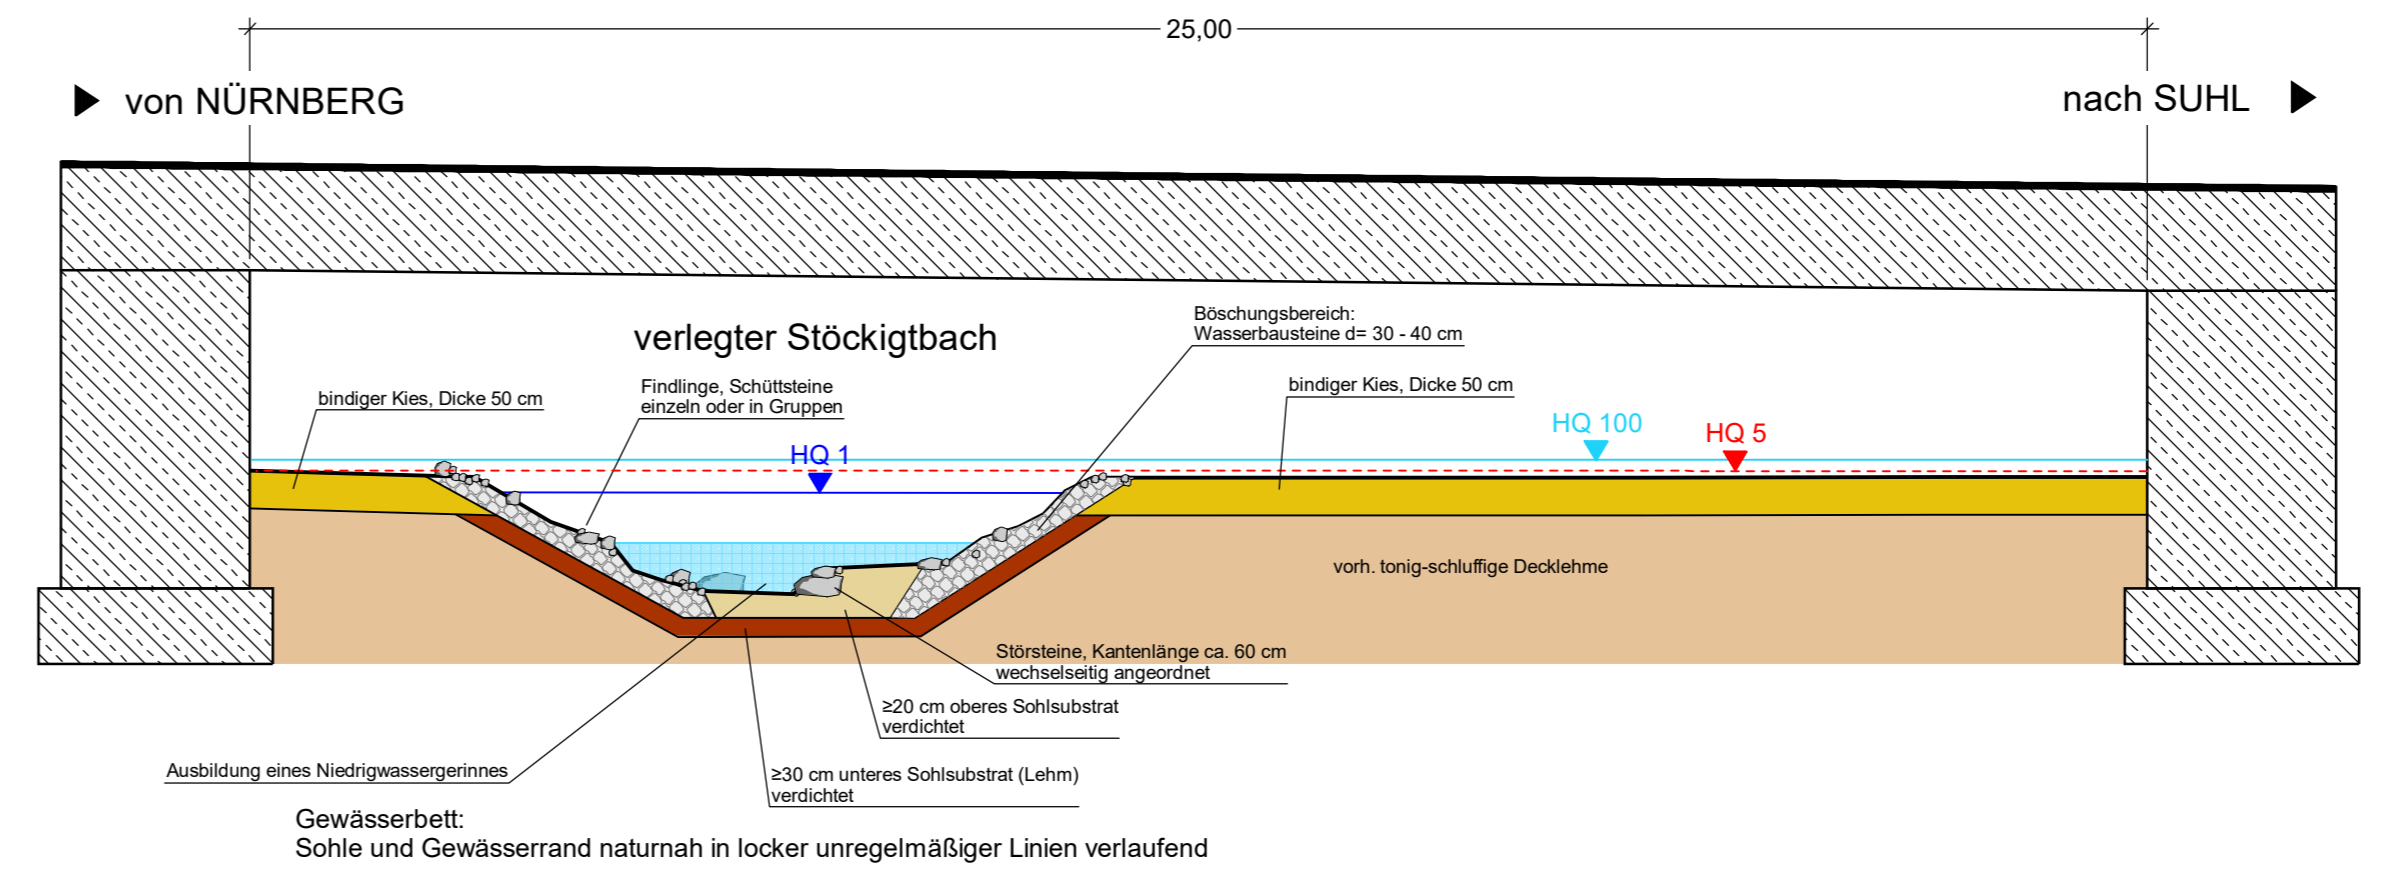 25,00
von NÜRNBERG
nach SUHL
verlegter Stöckigtbach
Böschungsbereich:
Wasserbausteine d= 30 - 40 cm
bindiger Kies, Dicke 50 cm
Findlinge, Schüttsteine
einzeln oder in Gruppen
bindiger Kies, Dicke 50 cm
HQ 1
HQ 100
HQ 5
vorh. tonig-schluffige Decklehme
Störsteine, Kantenlänge ca. 60 cm
wechselseitig angeordnet
≥20 cm oberes Sohlsubstrat
verdichtet
Ausbildung eines Niedrigwassergerinnes
≥30 cm unteres Sohlsubstrat (Lehm)
verdichtet
Gewässerbett:
Sohle und Gewässerrand naturnah in locker unregelmäßiger Linien verlaufend